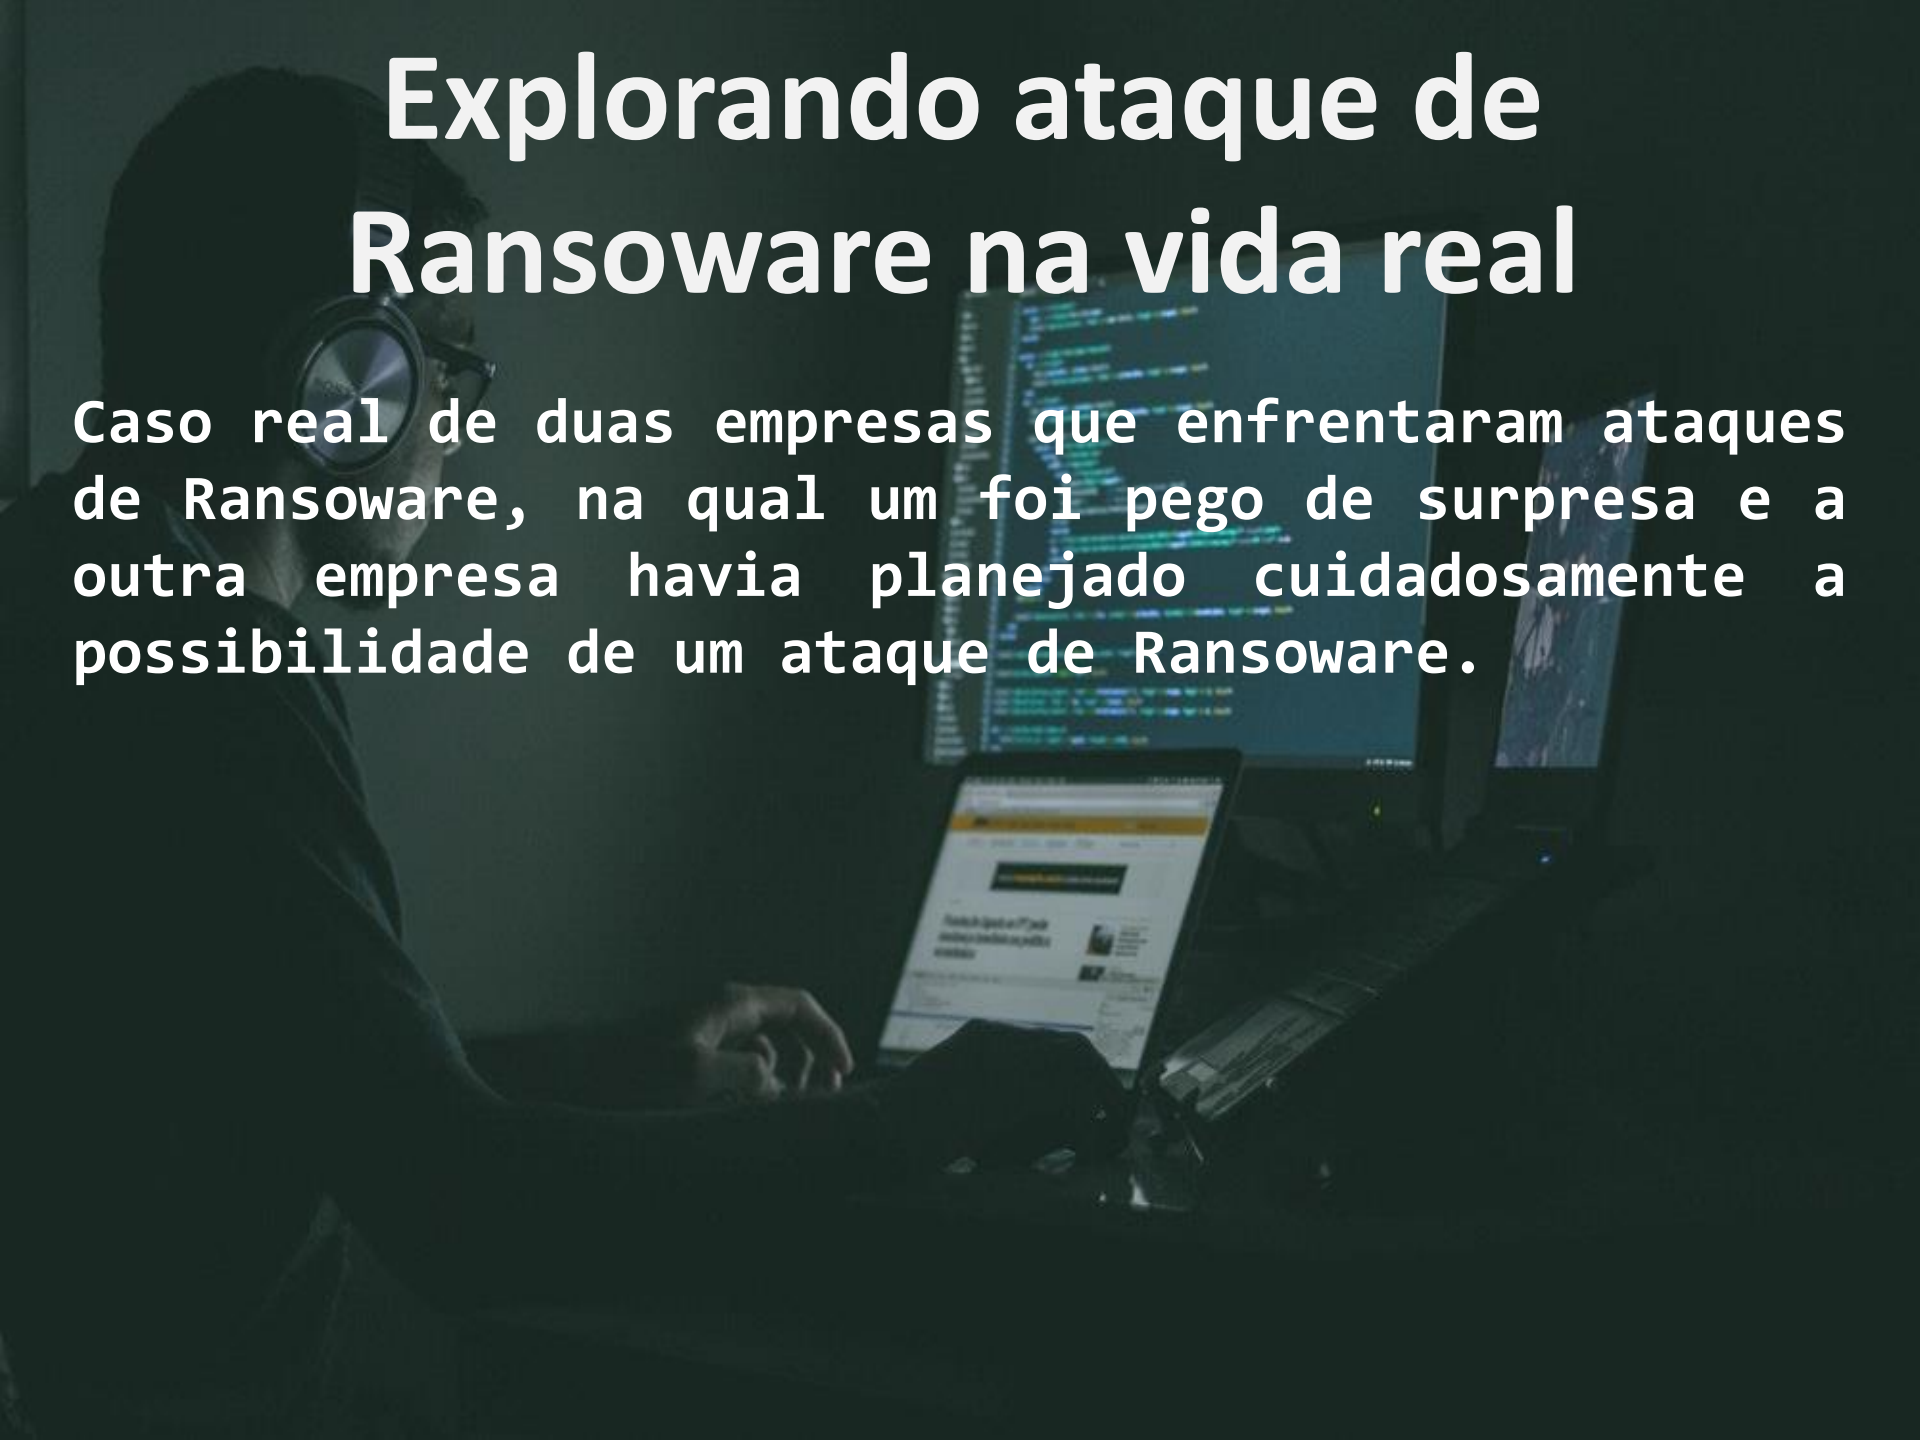 Explorando ataque de
Ransoware na vida real
Caso real de duas empresas que enfrentaram ataques
de Ransoware, na qual um foi pego de surpresa e a
outra empresa havia planejado cuidadosamente a
possibilidade de um ataque de Ransoware.